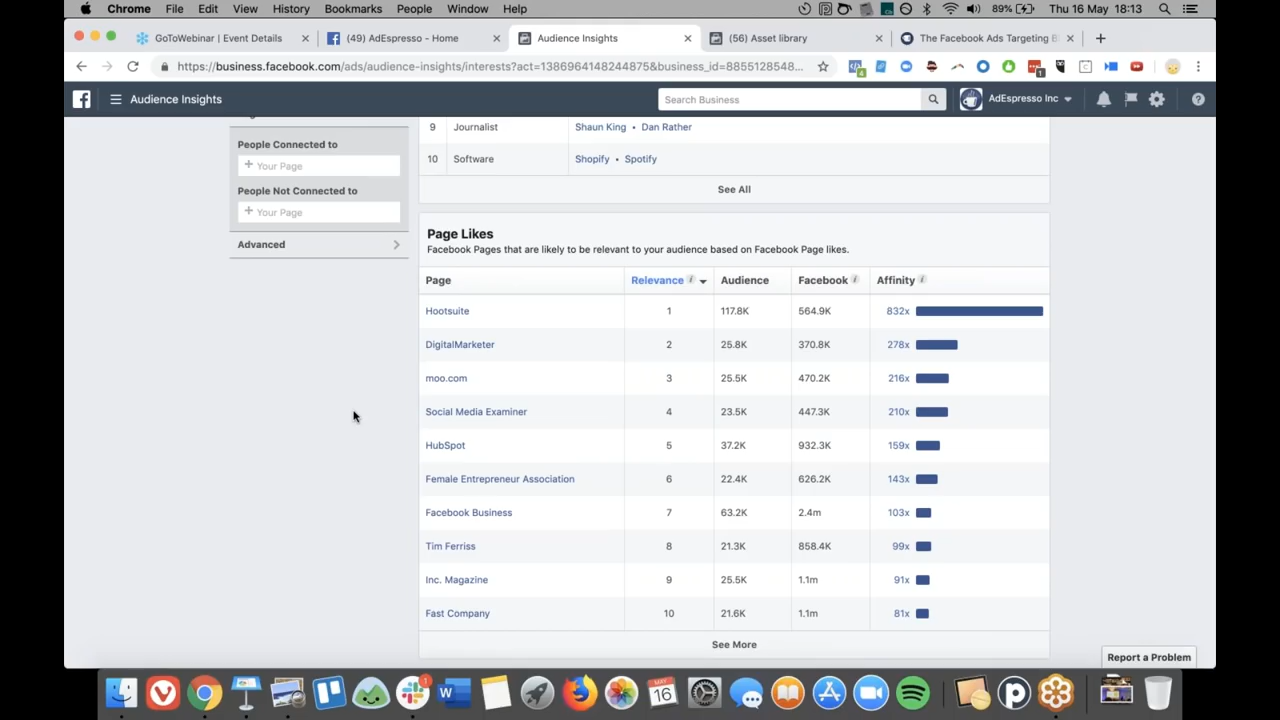 Chrome File Edit View History Bookmarks People Window Help 89% Thu 16 May 18:13
GoToWebinar | Event Details × (49) AdEspresso - Home × Audience Insights × (56) Asset library × The Facebook Ads Targeting B × +
https://business.facebook.com/ads/audience-insights/interests?act=1386964148244875&business_id=8855128548... 4 1
Audience Insights Search Business AdEspresso Inc
9 Journalist Shaun King • Dan Rather
People Connected to
+ Your Page
10 Software Shopify • Spotify
People Not Connected to
See All
+ Your Page
Advanced
Page Likes
Facebook Pages that are likely to be relevant to your audience based on Facebook Page likes.
Page Relevance i Audience Facebook i Affinity i
Hootsuite 1 117.8K 564.9K 832x
DigitalMarketer 2 25.8K 370.8K 278x
moo.com 3 25.5K 470.2K 216x
Social Media Examiner 4 23.5K 447.3K 210x
HubSpot 5 37.2K 932.3K 159x
Female Entrepreneur Association 6 22.4K 626.2K 143x
Facebook Business 7 63.2K 2.4m 103x
Tim Ferriss 8 21.3K 858.4K 99x
Inc. Magazine 9 25.5K 1.1m 91x
Fast Company 10 21.6K 1.1m 81x
See More
Report a Problem
1 W MAY 16